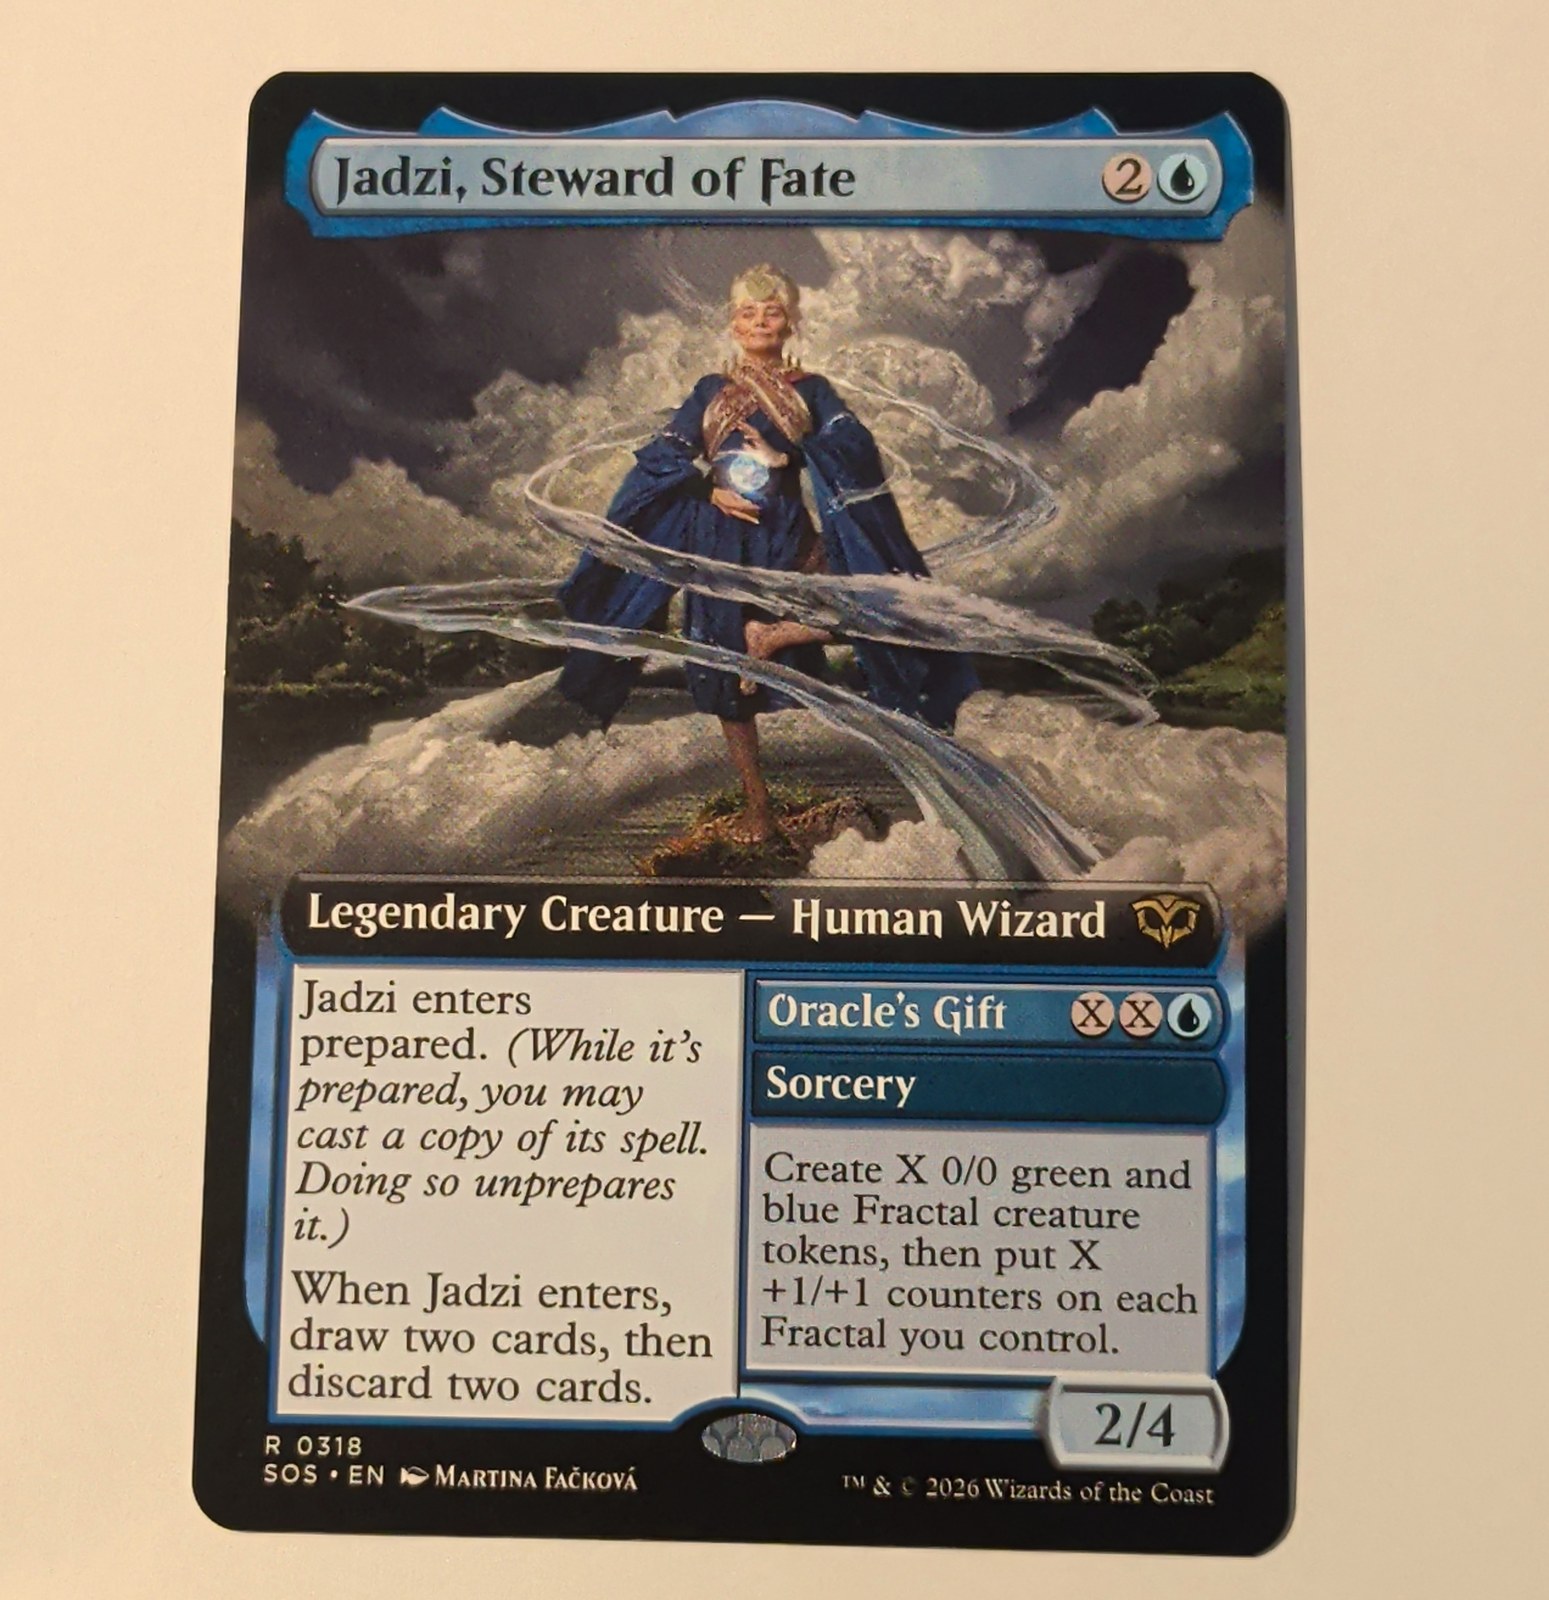 Jadzi, Steward of Fate 2
Legendary Creature — Human Wizard
Jadzi enters
prepared. (While it's
prepared, you may
cast a copy of its spell.
Doing so unprepares
it.)
When Jadzi enters,
draw two cards, then
discard two cards.
Oracle's Gift X X
Sorcery
Create X 0/0 green and
blue Fractal creature
tokens, then put X
+1/+1 counters on each
Fractal you control.
2/4
R 0318
SOS • EN MARTINA FAČKOVÁ
™ & © 2026 Wizards of the Coast